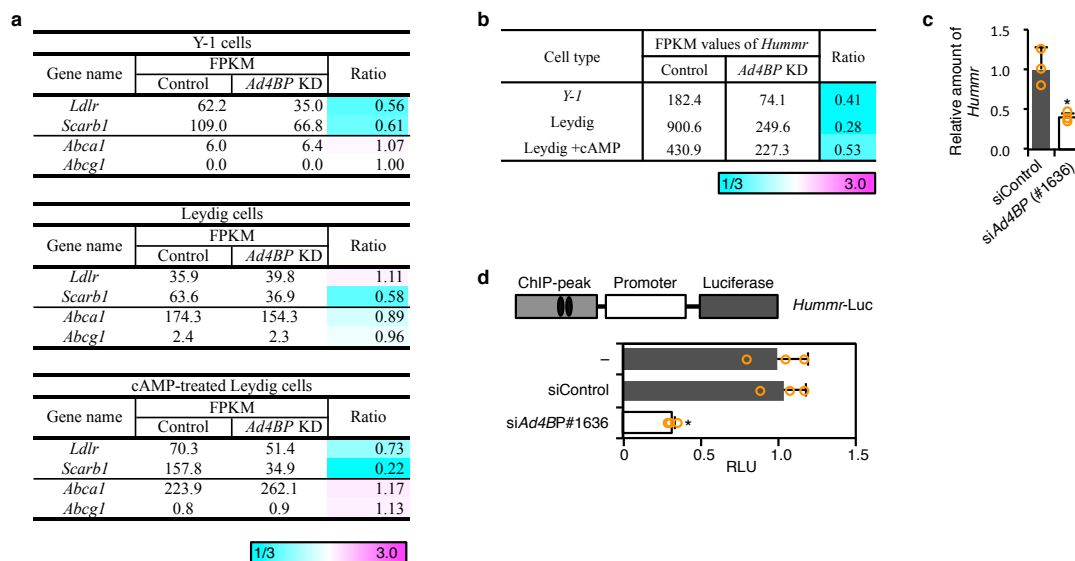 a
Y-1 cells
Gene name FPKM Ratio
Control Ad4BP KD
Ldlr 62.2 35.0 0.56
Scarb1 109.0 66.8 0.61
Abca1 6.0 6.4 1.07
Abcg1 0.0 0.0 1.00
Leydig cells
Gene name FPKM Ratio
Control Ad4BP KD
Ldlr 35.9 39.8 1.11
Scarb1 63.6 36.9 0.58
Abca1 174.3 154.3 0.89
Abcg1 2.4 2.3 0.96
cAMP-treated Leydig cells
Gene name FPKM Ratio
Control Ad4BP KD
Ldlr 70.3 51.4 0.73
Scarb1 157.8 34.9 0.22
Abca1 223.9 262.1 1.17
Abcg1 0.8 0.9 1.13
1/3 3.0
b
Cell type FPKM values of Hummr Ratio
Control Ad4BP KD
Y-1 182.4 74.1 0.41
Leydig 900.6 249.6 0.28
Leydig +cAMP 430.9 227.3 0.53
1/3 3.0
c
Relative amount of
Hummr
1.5
1.0
0.5
0.0
*
siControl
siAd4BP (#1636)
d
ChIP-peak Promoter Luciferase
Hummr-Luc
–
siControl
siAd4BP#1636 *
0 0.5 1.0 1.5
RLU